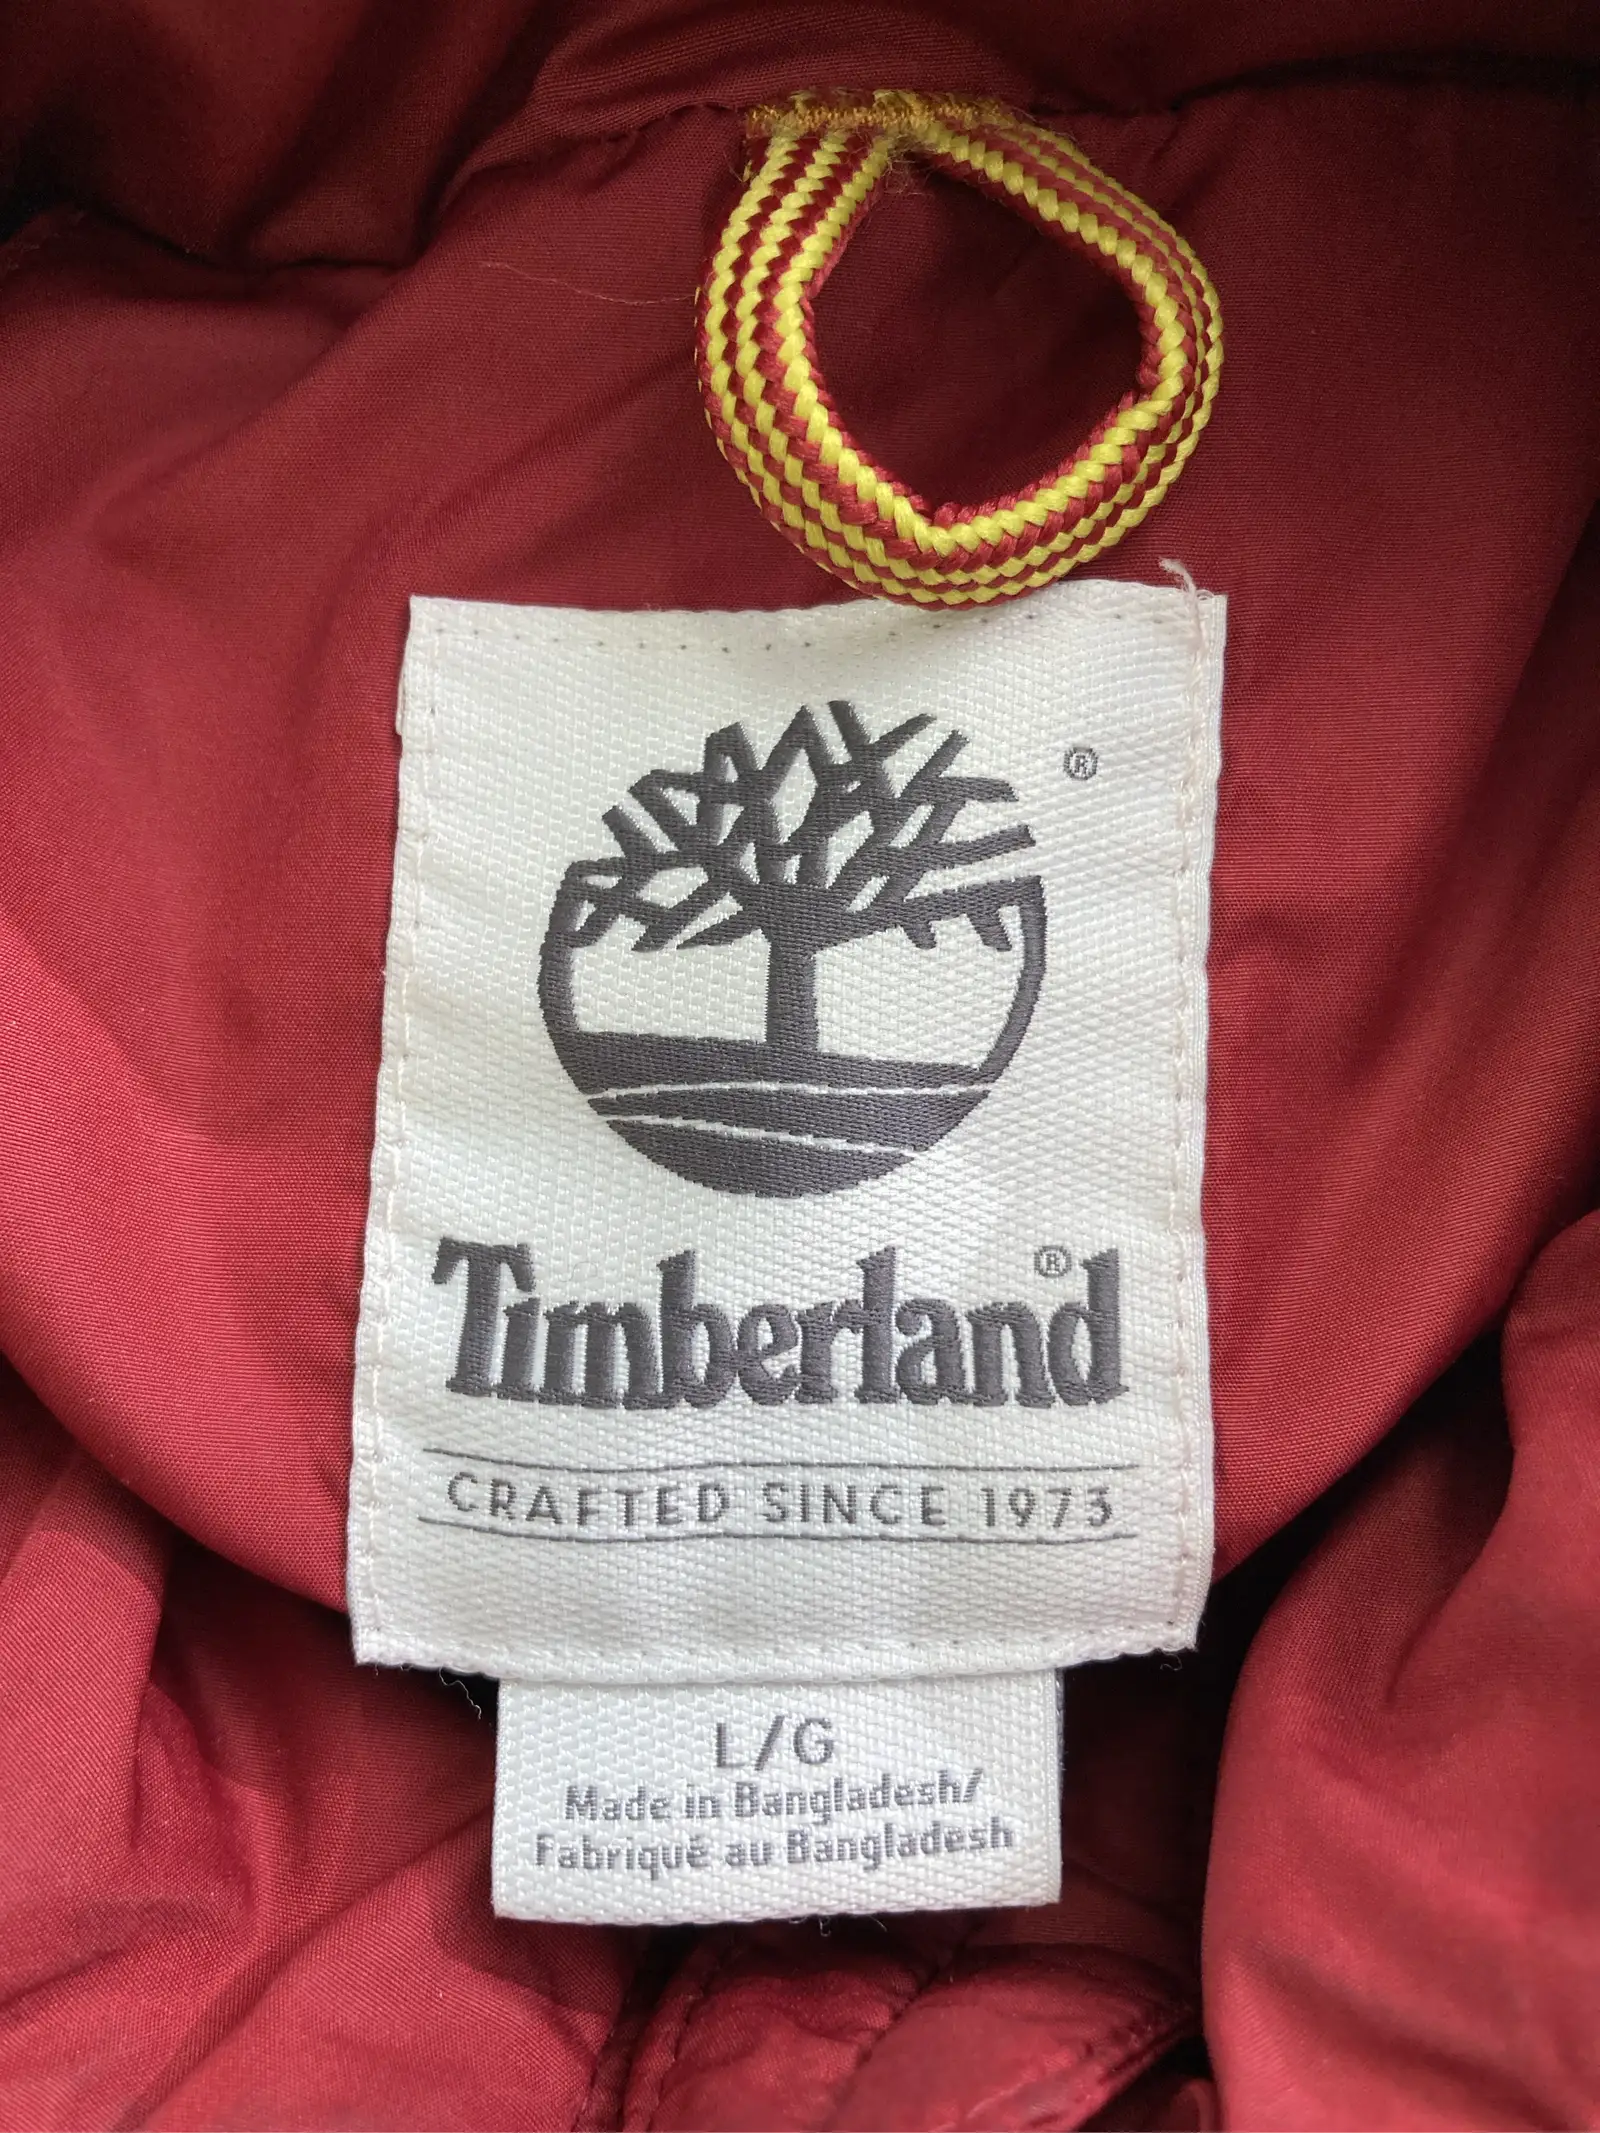 ®
Timberland®
CRAFTED SINCE 1973
L/G
Made in Bangladesh/
Fabriqué au Bangladesh